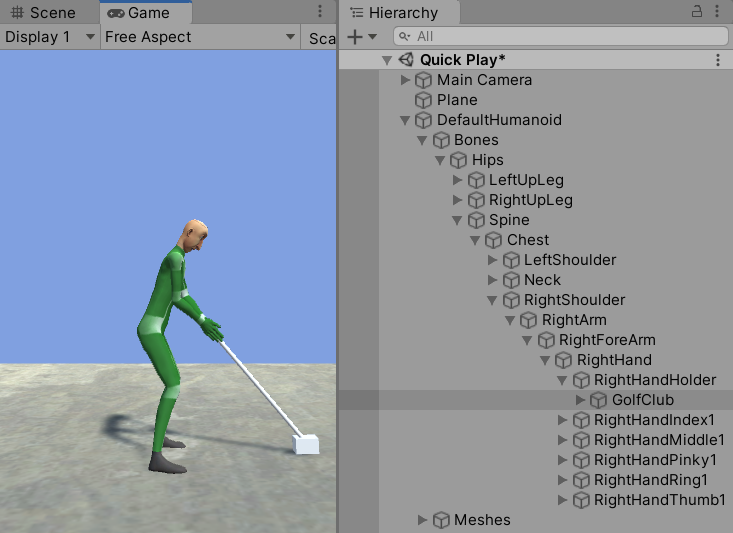 Scene
Game
Display 1
Free Aspect
Sca
Hierarchy
All
Quick Play*
Main Camera
Plane
DefaultHumanoid
Bones
Hips
LeftUpLeg
RightUpLeg
Spine
Chest
LeftShoulder
Neck
RightShoulder
RightArm
RightForeArm
RightHand
RightHandHolder
GolfClub
RightHandIndex1
RightHandMiddle1
RightHandPinky1
RightHandRing1
RightHandThumb1
Meshes